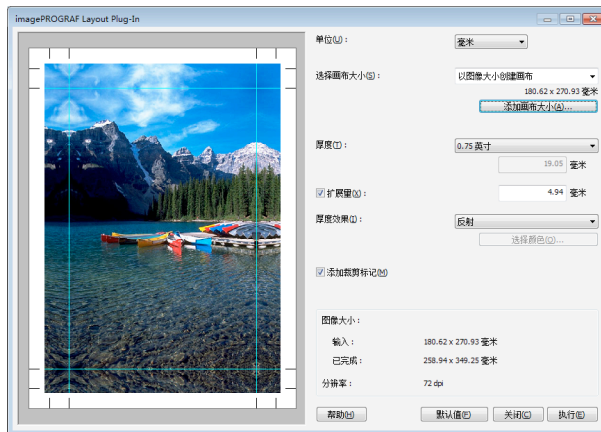 imagePROGRAF Layout Plug-In
单位(U)：
毫米
选择画布大小(S)：
以图像大小创建画布
180.62 x 270.93 毫米
添加画布大小(A)...
厚度(T)：
0.75 英寸
19.05 毫米
扩展量(X)：
4.94 毫米
厚度效果(I)：
反射
选择颜色(O)...
添加裁剪标记(M)
图像大小：
输入： 180.62 x 270.93 毫米
已完成： 258.94 x 349.25 毫米
分辨率： 72 dpi
帮助(H) 默认值(F) 关闭(C) 执行(E)